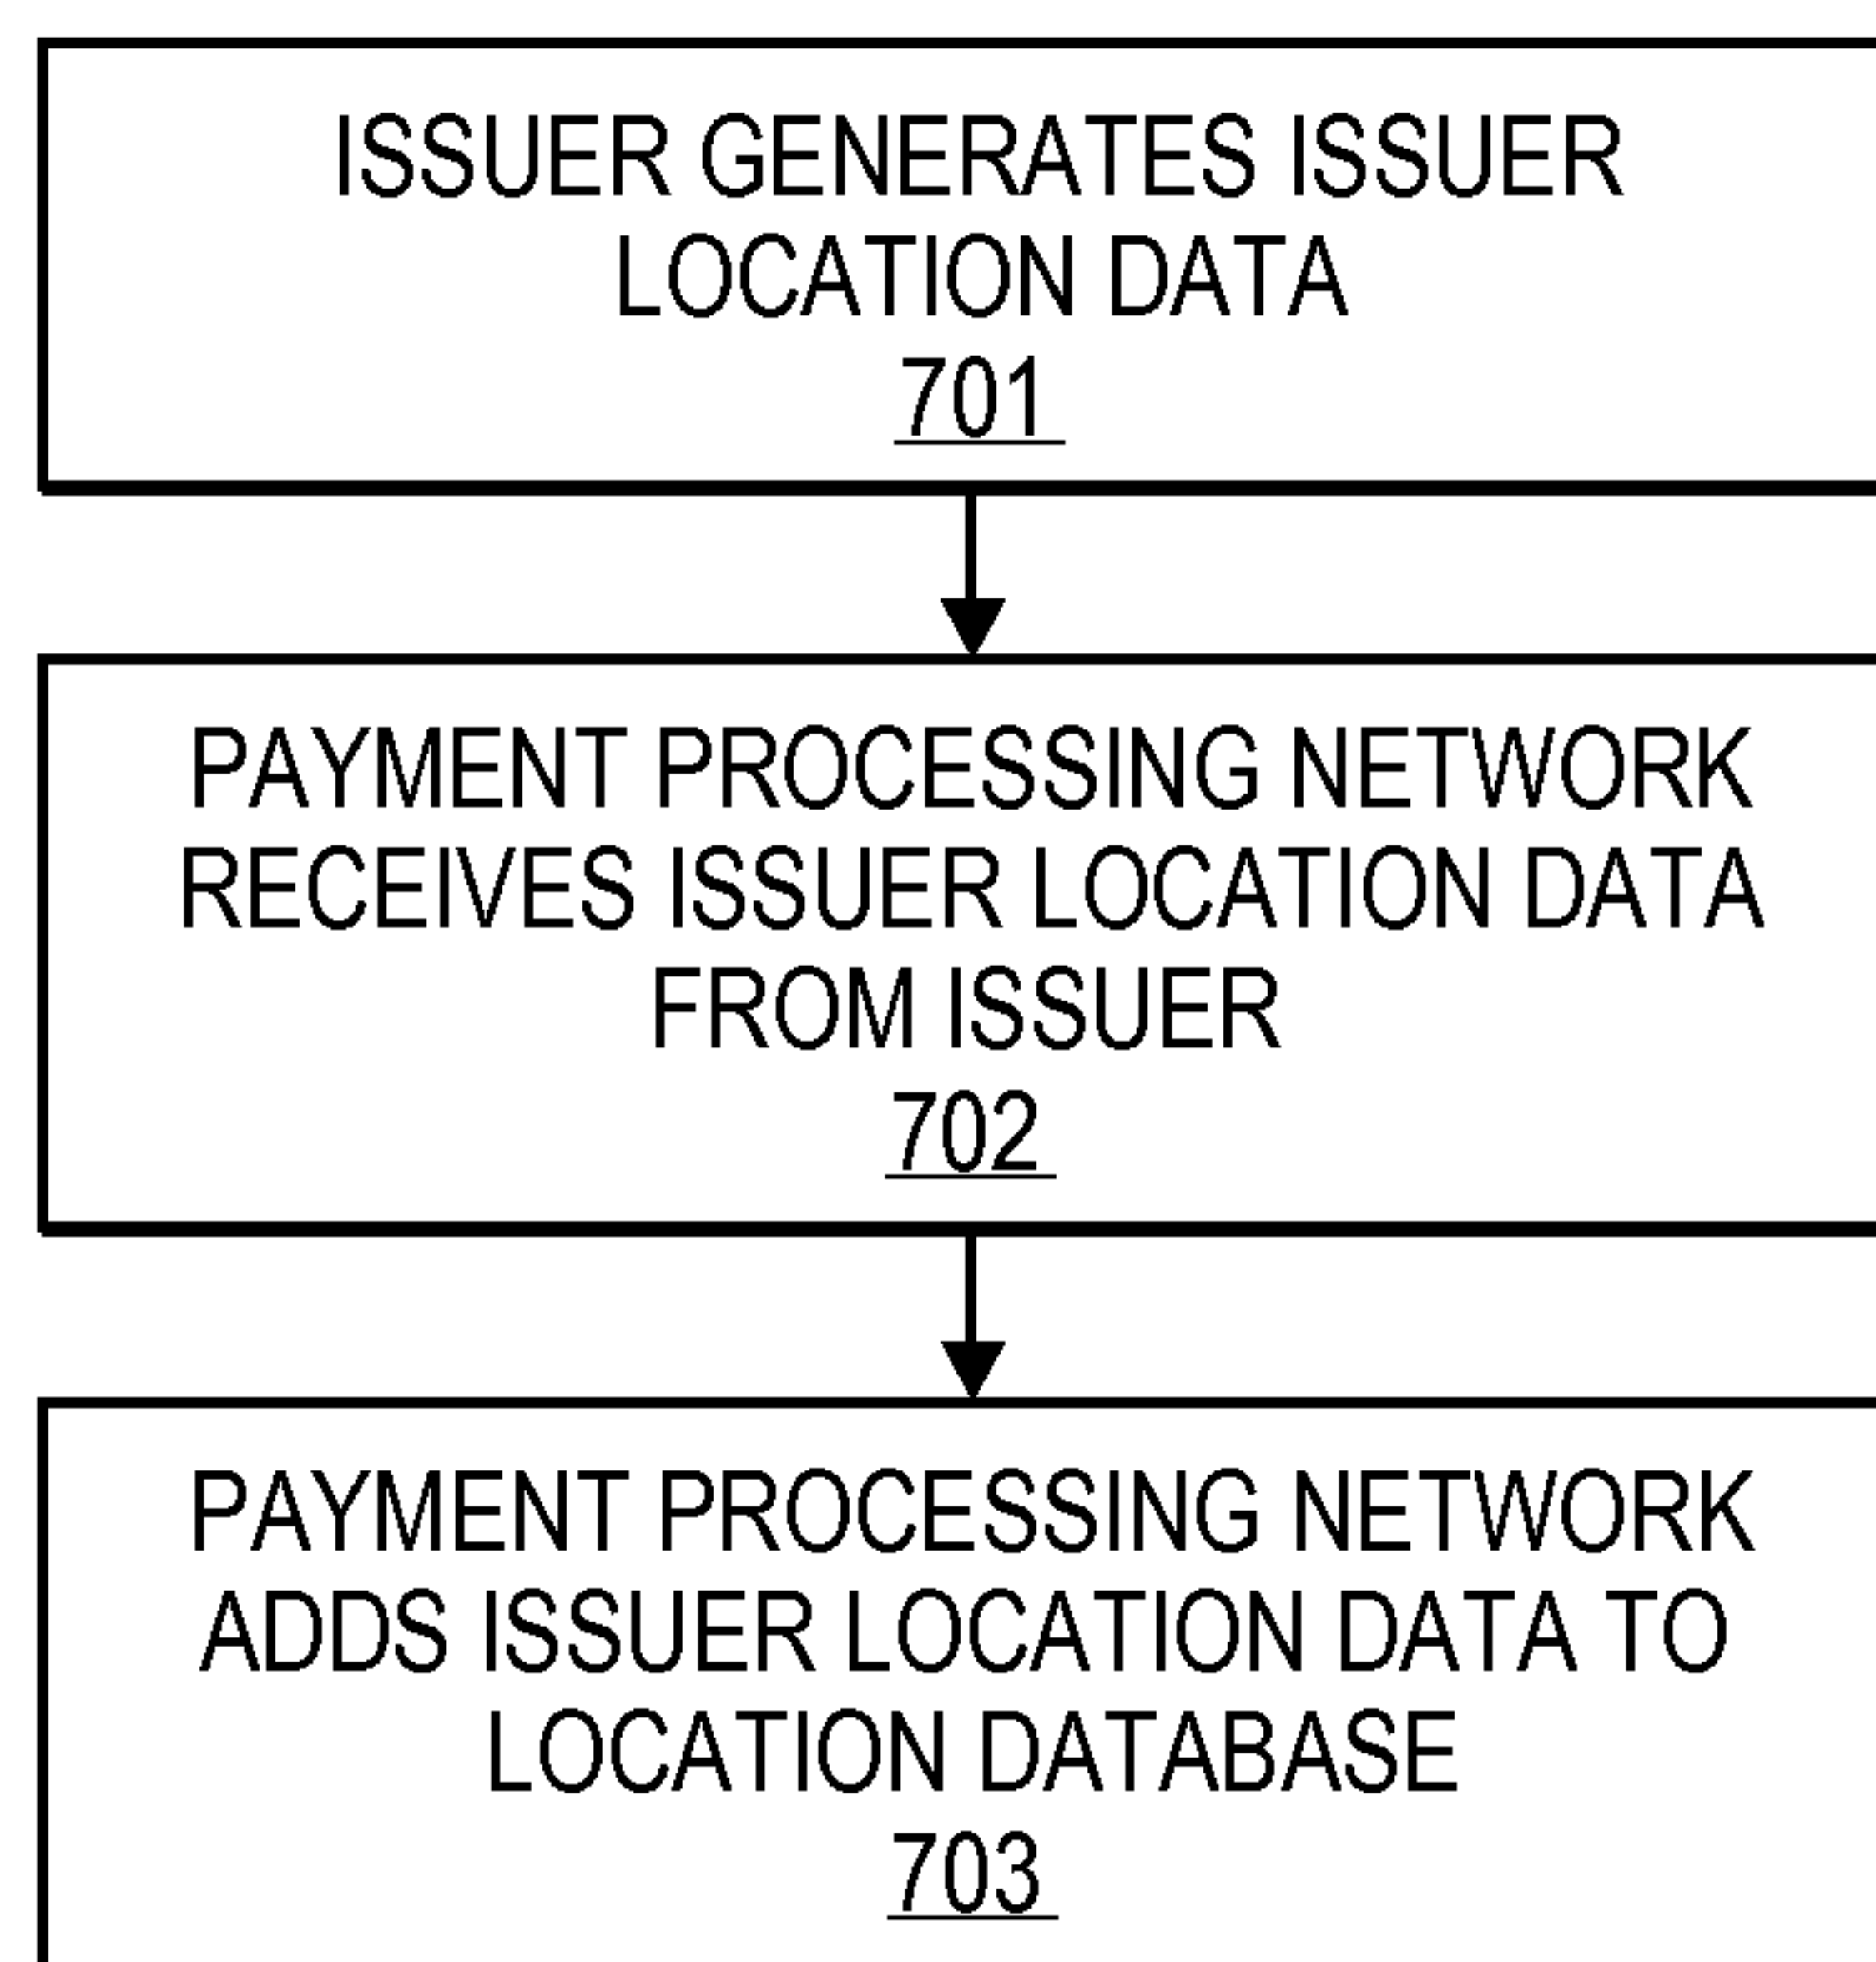 ISSUER GENERATES ISSUER
LOCATION DATA
701
PAYMENT PROCESSING NETWORK
RECEIVES ISSUER LOCATION DATA
FROM ISSUER
702
PAYMENT PROCESSING NETWORK
ADDS ISSUER LOCATION DATA TO
LOCATION DATABASE
703